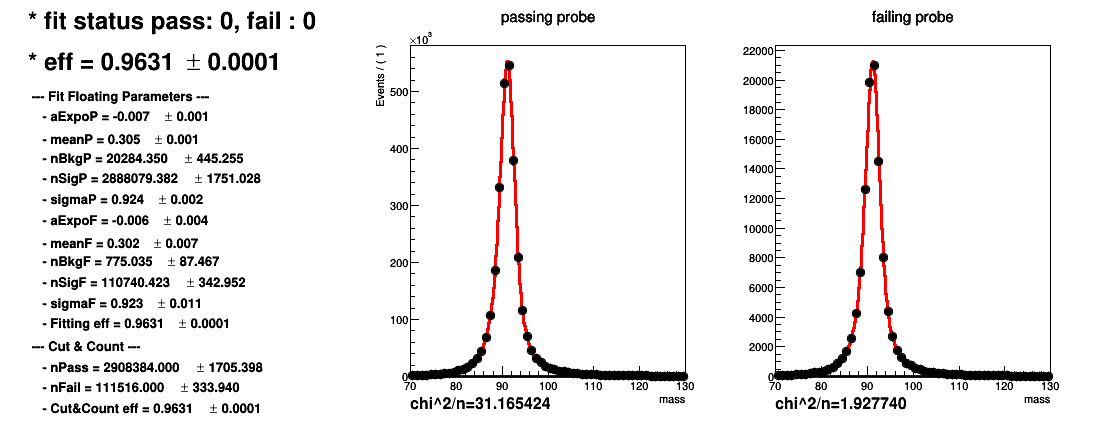 * fit status pass: 0, fail : 0
* eff = 0.9631 ± 0.0001
--- Fit Floating Parameters ---
- aExpoP = -0.007 ± 0.001
- meanP = 0.305 ± 0.001
- nBkgP = 20284.350 ± 445.255
- nSigP = 2888079.382 ± 1751.028
- sigmaP = 0.924 ± 0.002
- aExpoF = -0.006 ± 0.004
- meanF = 0.302 ± 0.007
- nBkgF = 775.035 ± 87.467
- nSigF = 110740.423 ± 342.952
- sigmaF = 0.923 ± 0.011
- Fitting eff = 0.9631 ± 0.0001
--- Cut & Count ---
- nPass = 2908384.000 ± 1705.398
- nFail = 111516.000 ± 333.940
- Cut&Count eff = 0.9631 ± 0.0001
passing probe
×10³
Events / ( 1 )
500
400
300
200
100
0
70 80 90 100 110 120 130
mass
chi^2/n=31.165424
failing probe
22000
20000
18000
16000
14000
12000
10000
8000
6000
4000
2000
0
70 80 90 100 110 120 130
mass
chi^2/n=1.927740